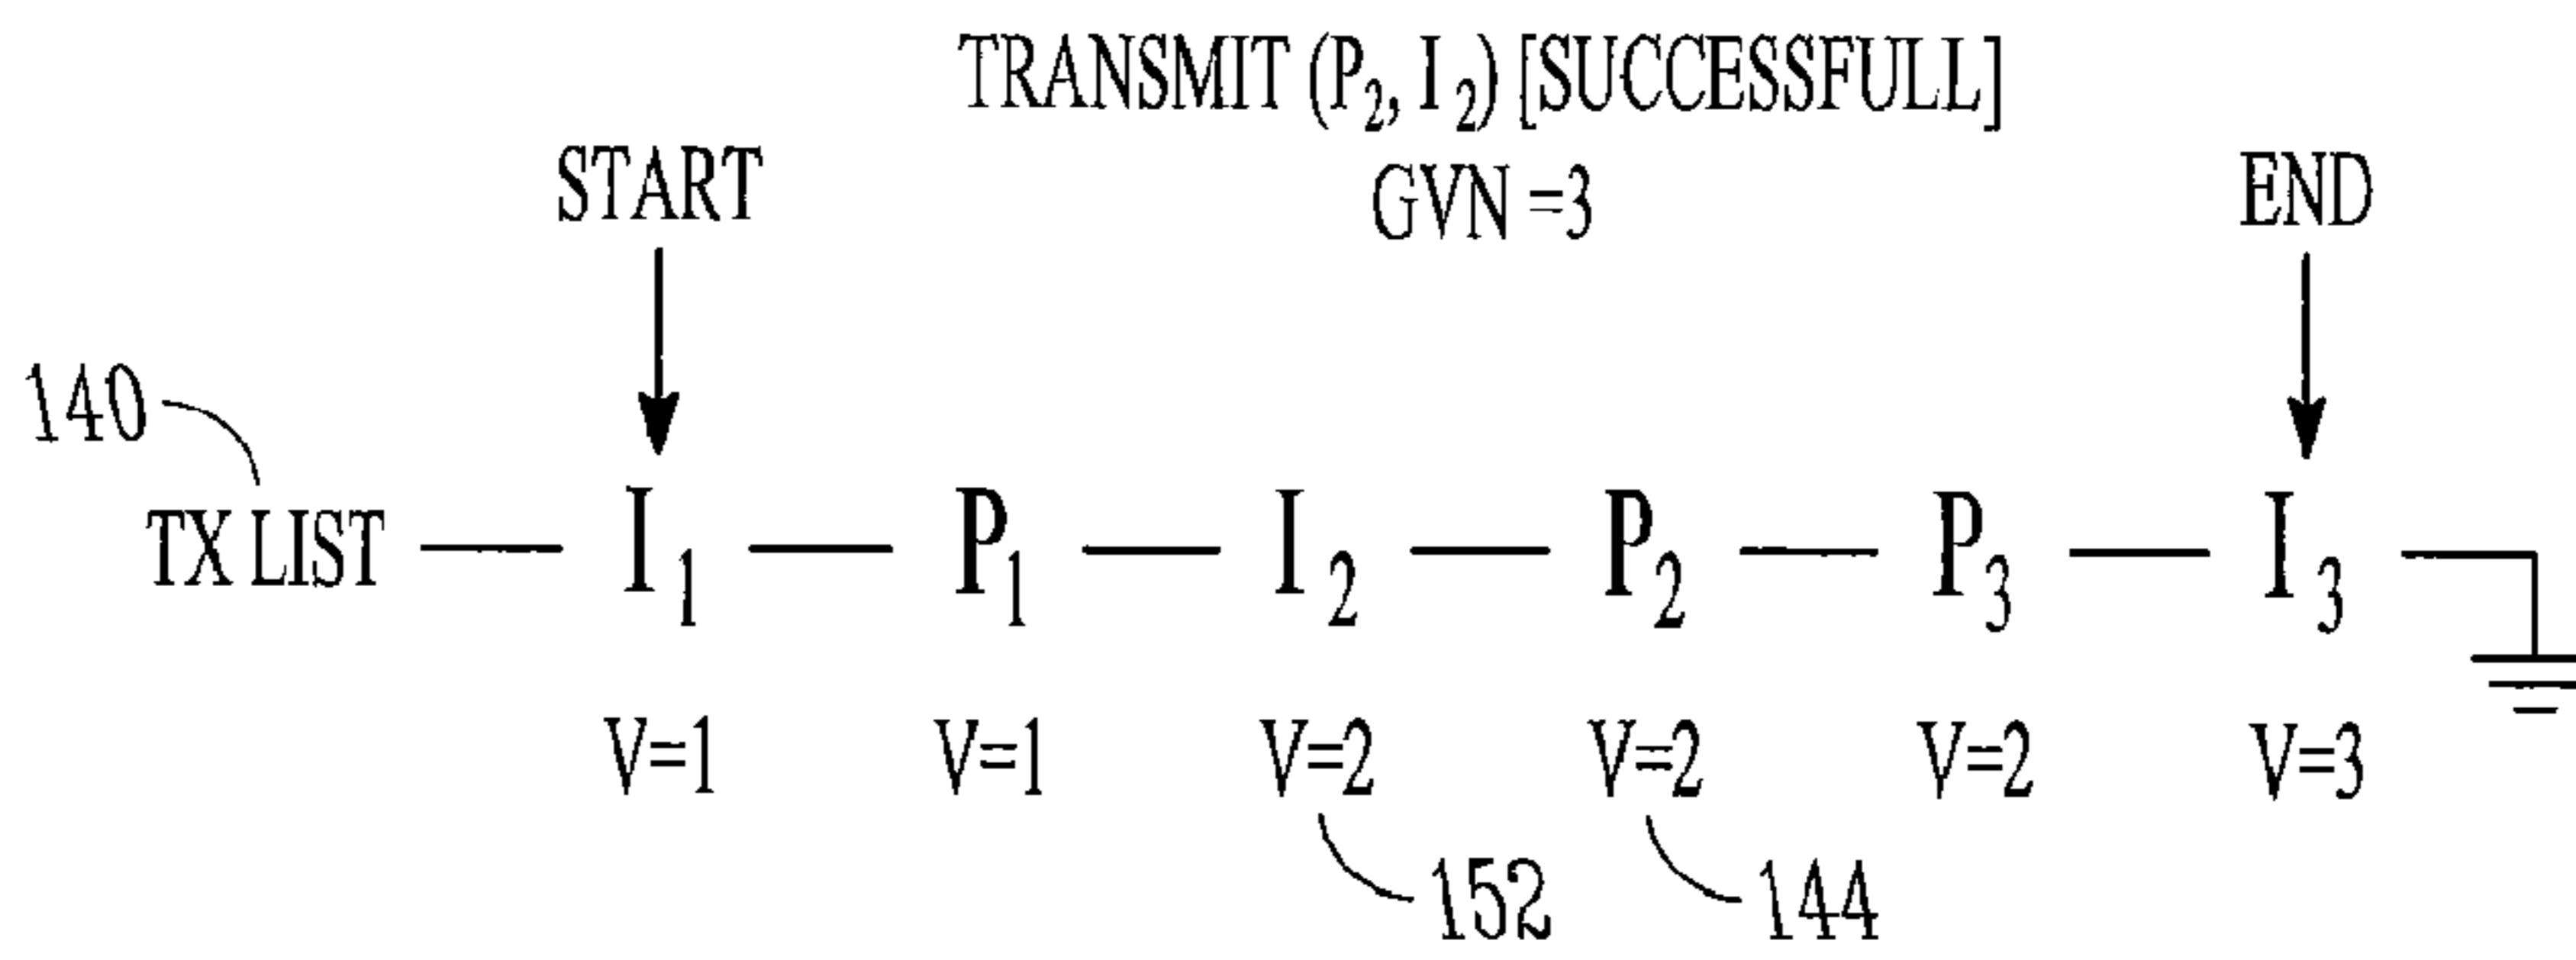 TRANSMIT (P2, I2) [SUCCESSFULL]
START
GVN =3
END
140
TX LIST I1 P1 I2 P2 P3 I3
V=1 V=1 V=2 V=2 V=2 V=3
152 144